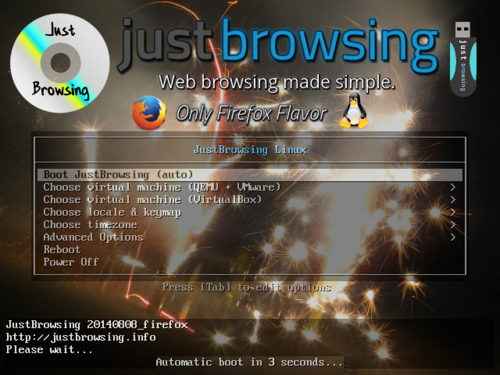 Just
Browsing
justbrowsing
Web browsing made simple.
Only Firefox Flavor
just browsing
JustBrowsing Linux
Boot JustBrowsing (auto)
Choose virtual machine (QEMU + VMware) >
Choose virtual machine (VirtualBox) >
Choose locale & keymap
Choose timezone
Advanced Options >
Reboot
Power Off
Press [Tab] to edit options
JustBrowsing 20140808_firefox
http://justbrowsing.info
Please wait...
Automatic boot in 3 seconds...